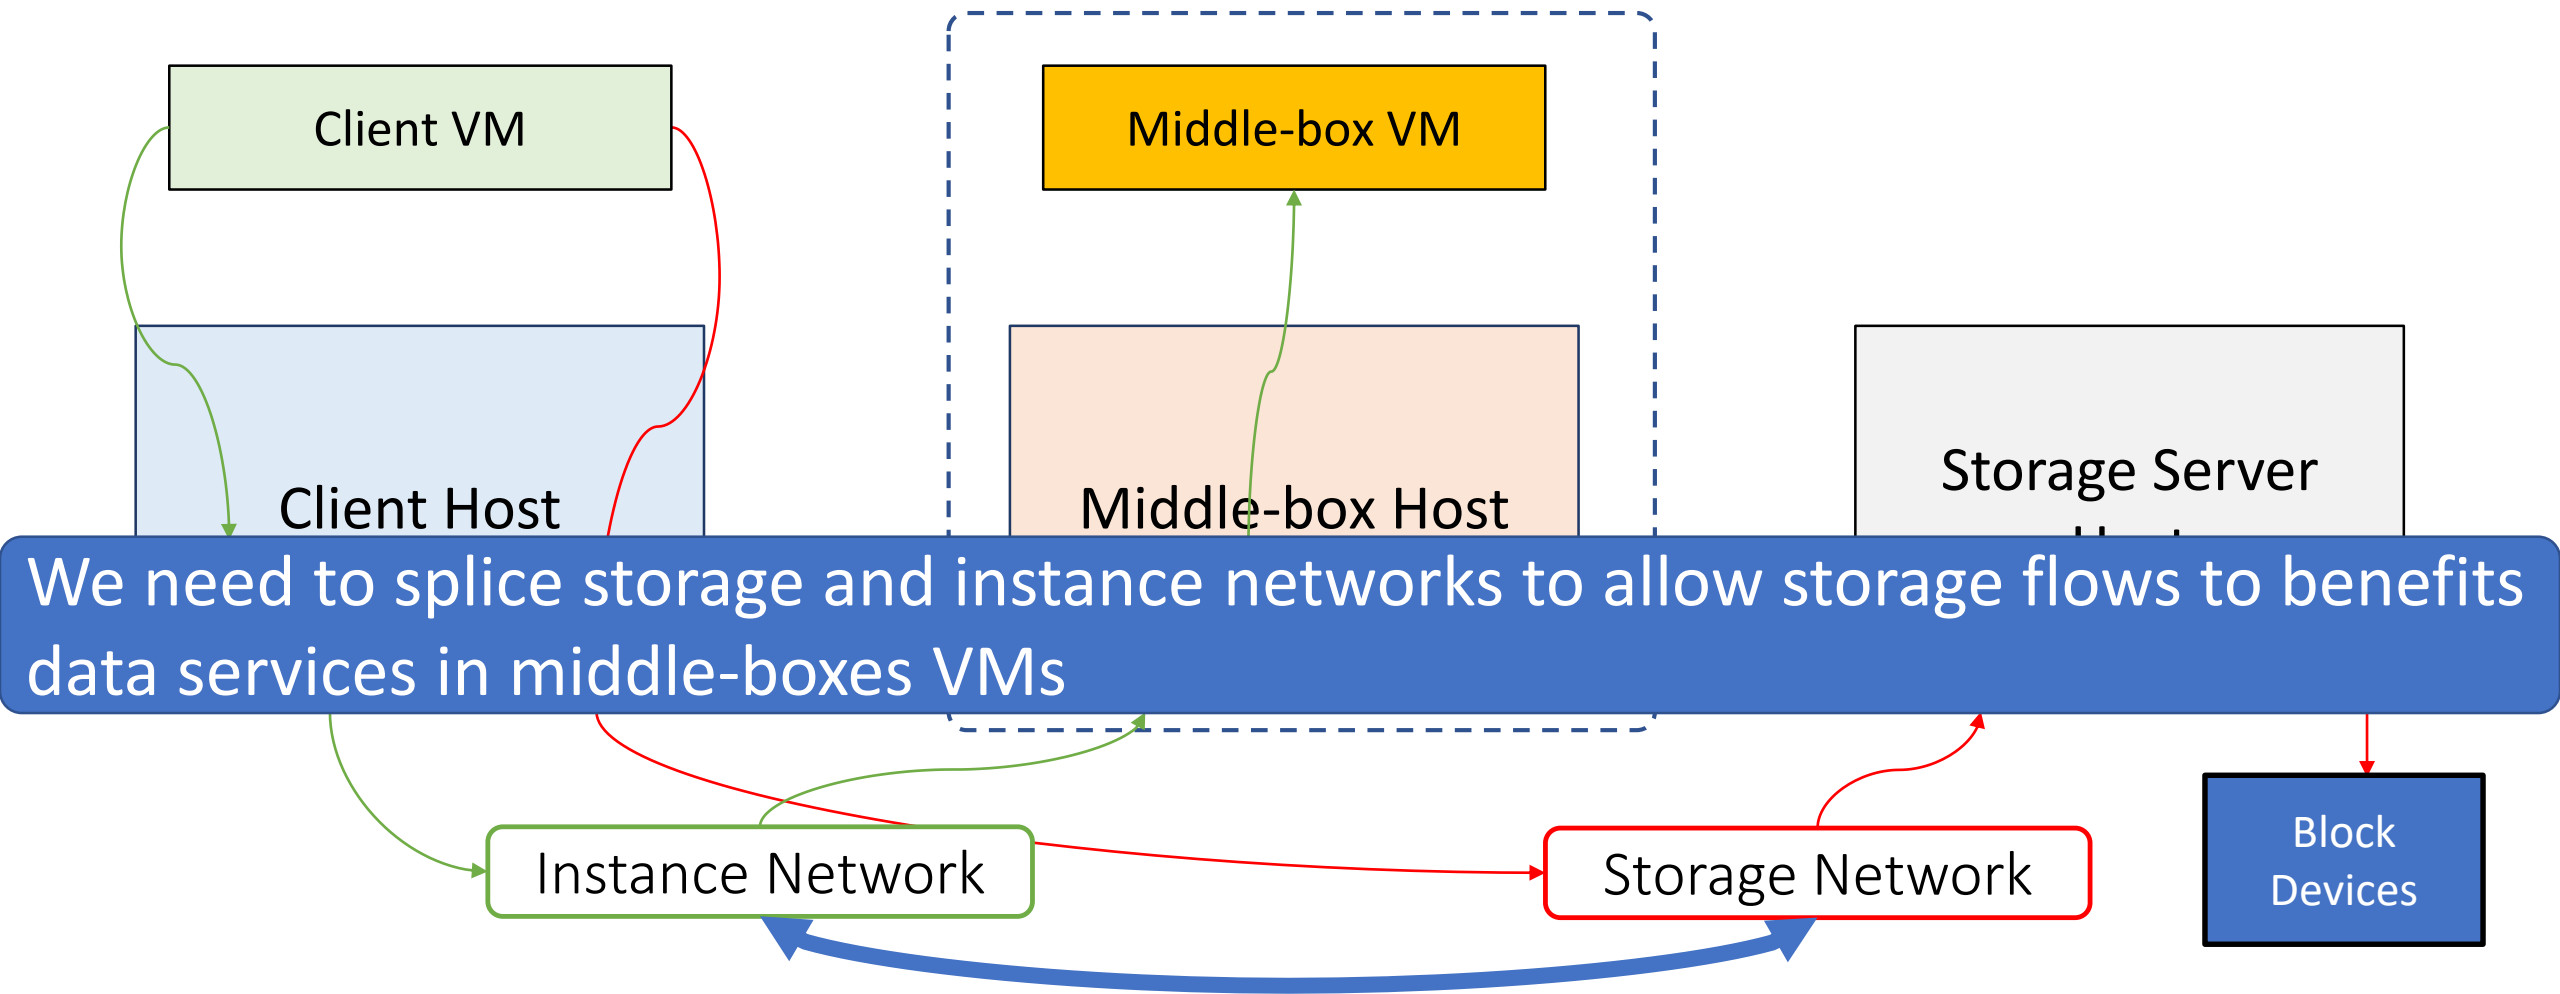 Client VM
Middle-box VM
Client Host
Middle-box Host
Storage Server
We need to splice storage and instance networks to allow storage flows to benefits
data services in middle-boxes VMs
Instance Network
Storage Network
Block
Devices